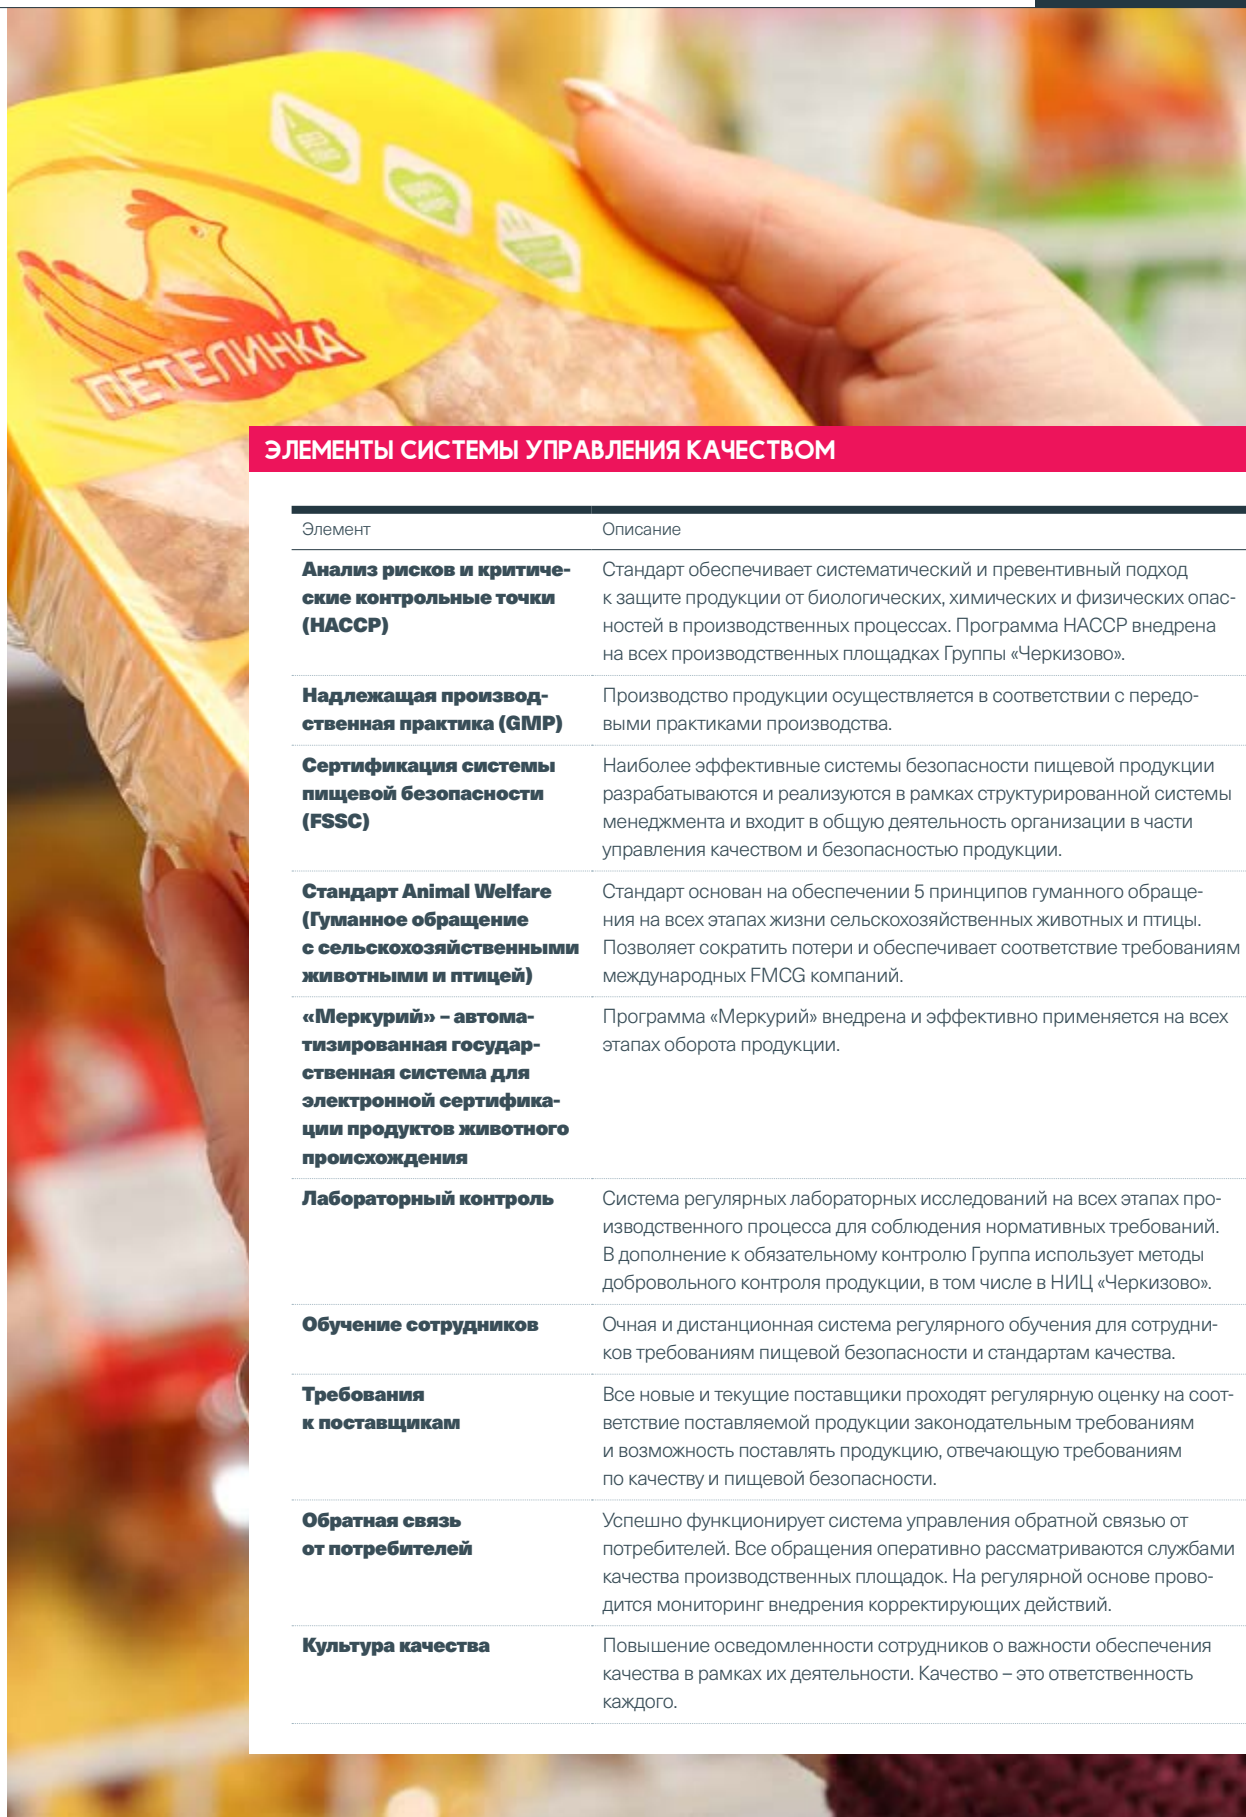 ПЕТЕЛИНКА
ЭЛЕМЕНТЫ СИСТЕМЫ УПРАВЛЕНИЯ КАЧЕСТВОМ
Элемент
Описание
Анализ рисков и критиче-
ские контрольные точки
(НАССР)
Стандарт обеспечивает систематический и превентивный подход
к защите продукции от биологических, химических и физических опас-
ностей в производственных процессах. Программа НАССР внедрена
на всех производственных площадках Группы «Черкизово».
Надлежащая производ-
ственная практика (GMP)
Производство продукции осуществляется в соответствии с передо-
выми практиками производства.
Сертификация системы
пищевой безопасности
(FSSC)
Наиболее эффективные системы безопасности пищевой продукции
разрабатываются и реализуются в рамках структурированной системы
менеджмента и входит в общую деятельность организации в части
управления качеством и безопасностью продукции.
Стандарт Animal Welfare
(Гуманное обращение
с сельскохозяйственными
животными и птицей)
Стандарт основан на обеспечении 5 принципов гуманного обраще-
ния на всех этапах жизни сельскохозяйственных животных и птицы.
Позволяет сократить потери и обеспечивает соответствие требованиям
международных FMCG компаний.
«Меркурий» – автома-
тизированная государ-
ственная система для
электронной сертифика-
ции продуктов животного
происхождения
Программа «Меркурий» внедрена и эффективно применяется на всех
этапах оборота продукции.
Лабораторный контроль
Система регулярных лабораторных исследований на всех этапах про-
изводственного процесса для соблюдения нормативных требований.
В дополнение к обязательному контролю Группа использует методы
добровольного контроля продукции, в том числе в НИЦ «Черкизово».
Обучение сотрудников
Очная и дистанционная система регулярного обучения для сотрудни-
ков требованиям пищевой безопасности и стандартам качества.
Требования
к поставщикам
Все новые и текущие поставщики проходят регулярную оценку на соот-
ветствие поставляемой продукции законодательным требованиям
и возможность поставлять продукцию, отвечающую требованиям
по качеству и пищевой безопасности.
Обратная связь
от потребителей
Успешно функционирует система управления обратной связью от
потребителей. Все обращения оперативно рассматриваются службами
качества производственных площадок. На регулярной основе прово-
дится мониторинг внедрения корректирующих действий.
Культура качества
Повышение осведомленности сотрудников о важности обеспечения
качества в рамках их деятельности. Качество – это ответственность
каждого.